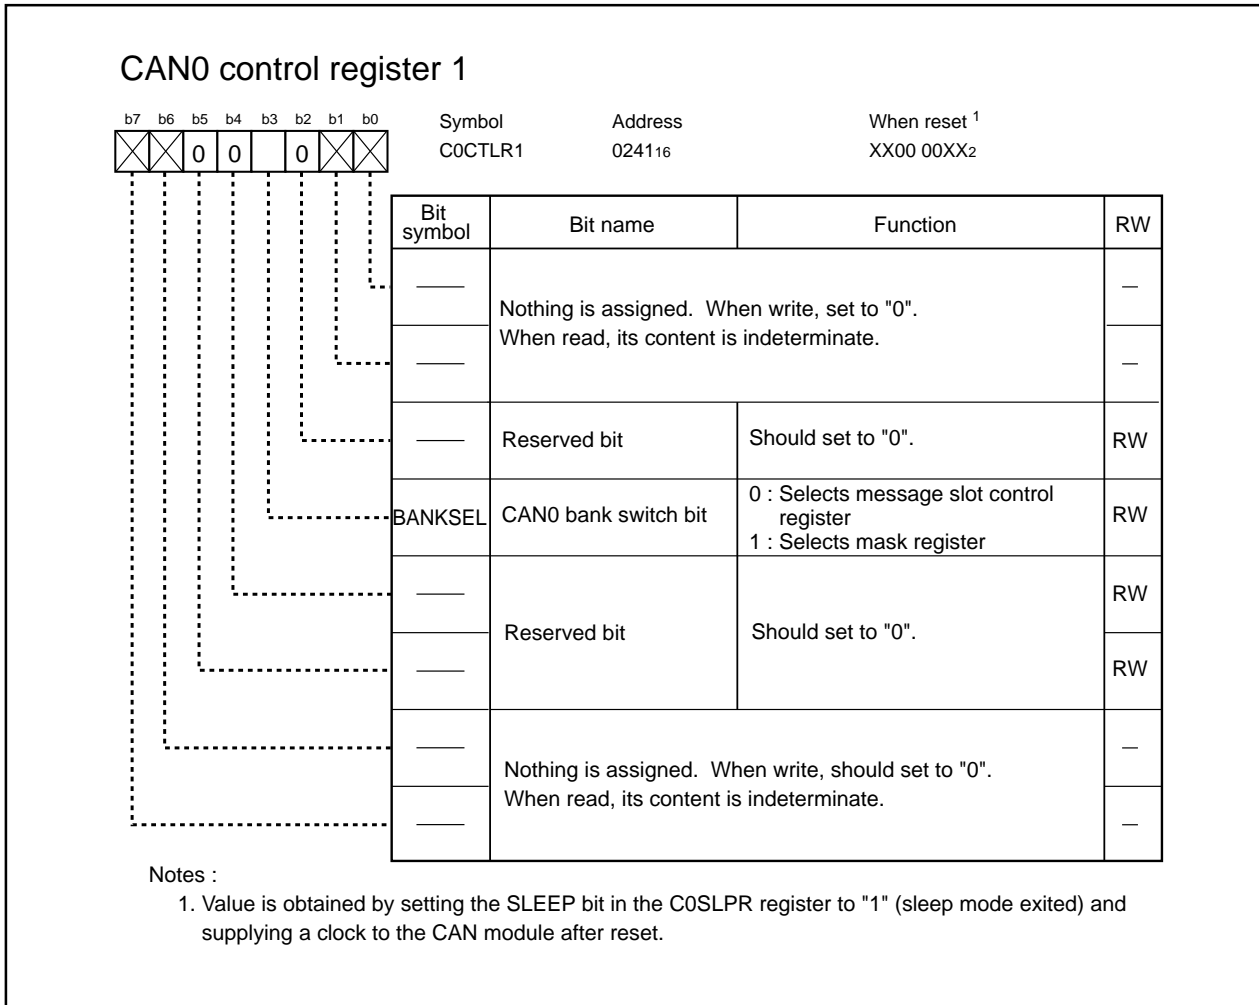 CAN0 control register 1
b7 b6 b5 b4 b3 b2 b1 b0
Symbol Address When reset 1
0 0 0
C0CTLR1 024116 XX00 00XX2
Bit symbol Bit name Function RW
Nothing is assigned. When write, set to "0".
When read, its content is indeterminate.
—
—
Reserved bit Should set to "0". RW
BANKSEL CAN0 bank switch bit 0 : Selects message slot control
register
1 : Selects mask register
RW
Reserved bit Should set to "0".
RW
RW
Nothing is assigned. When write, should set to "0".
When read, its content is indeterminate.
—
—
Notes :
1. Value is obtained by setting the SLEEP bit in the C0SLPR register to "1" (sleep mode exited) and
supplying a clock to the CAN module after reset.